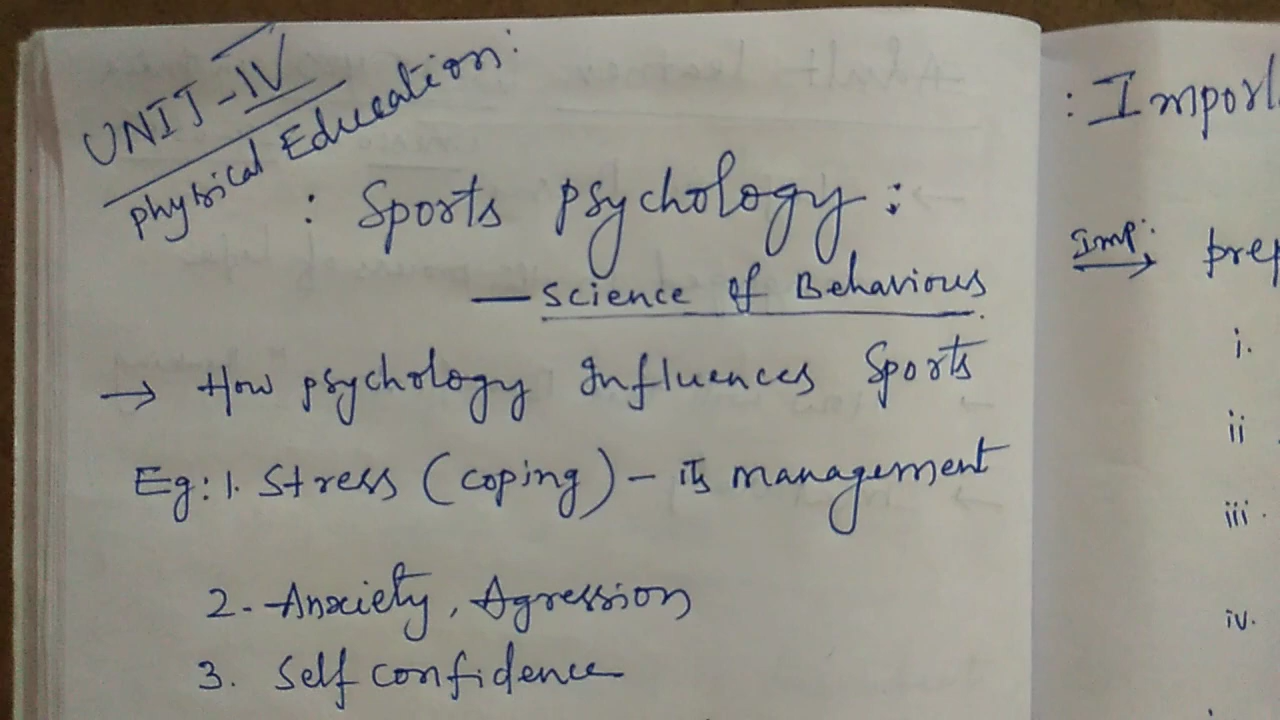 UNIT-IV
Physical Education:
: Sports psychology :
— Science of Behavious
→ How psychology Influences Sports
Eg: 1. Stress (coping) – its management
2. Anxiety, Agression
3. Self confidence
: Import
Imp: prep
i.
ii
iii.
iv.